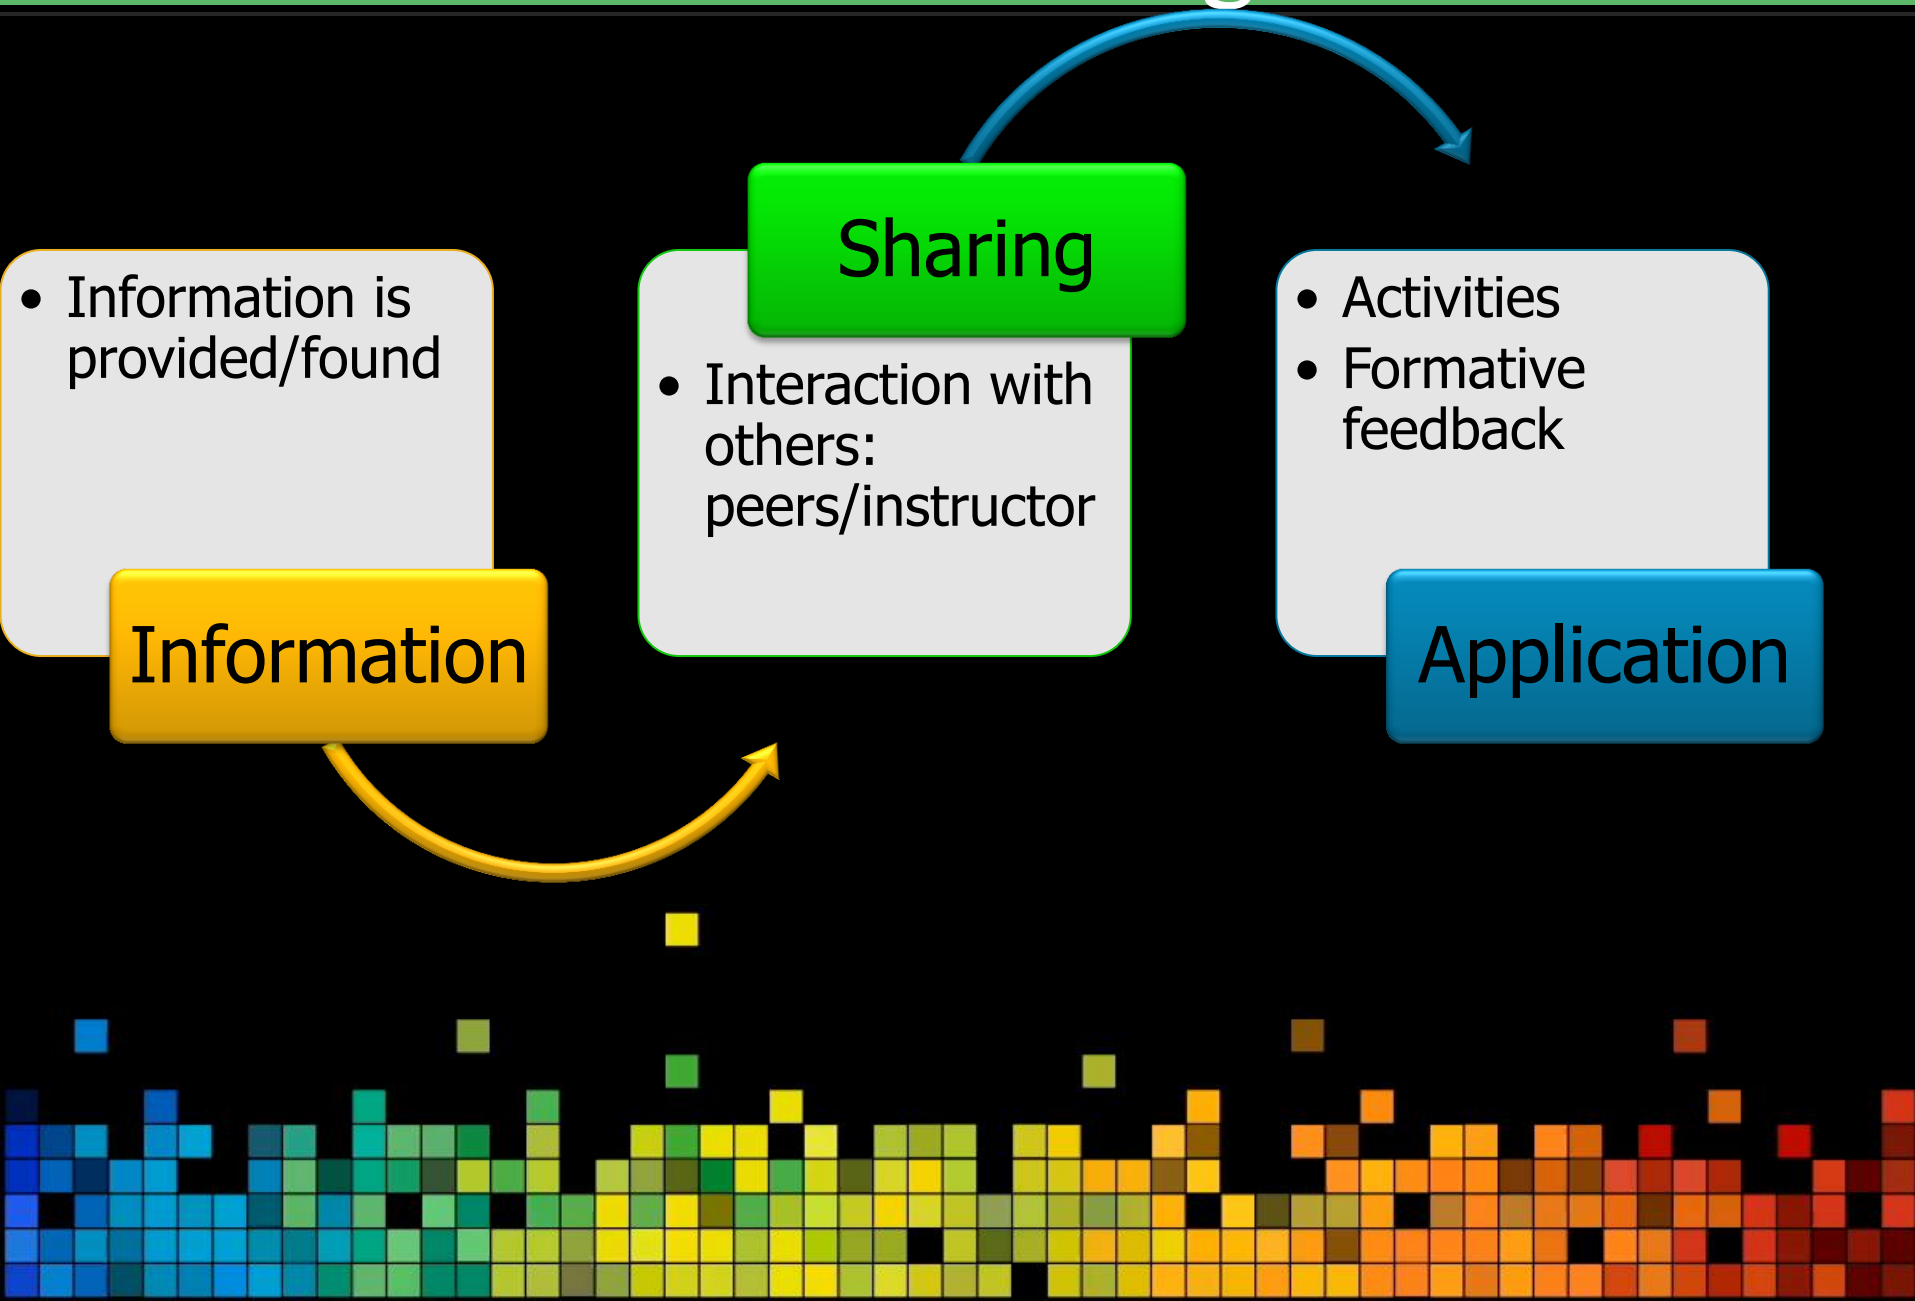 • Information is
provided/found
Information
Sharing
• Interaction with
others:
peers/instructor
• Activities
• Formative
feedback
Application